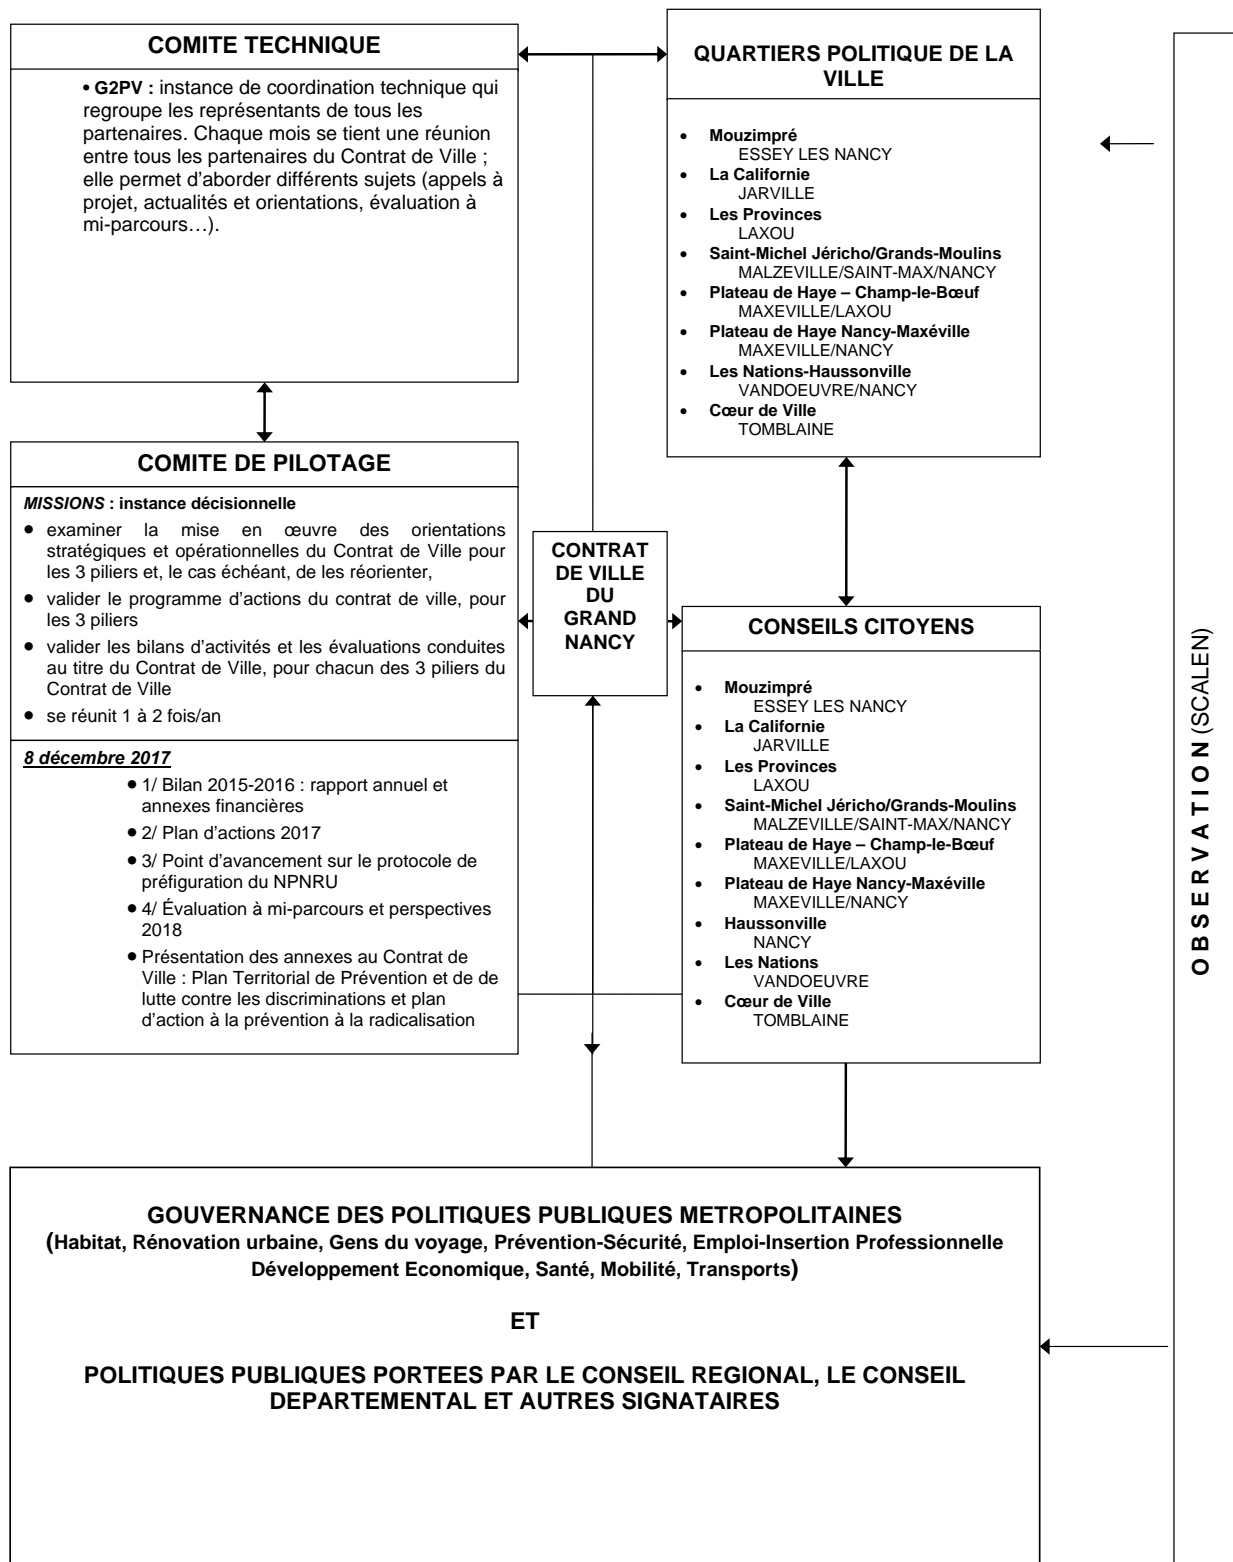 COMITE TECHNIQUE
• G2PV : instance de coordination technique qui
regroupe les représentants de tous les
partenaires. Chaque mois se tient une réunion
entre tous les partenaires du Contrat de Ville ;
elle permet d'aborder différents sujets (appels à
projet, actualités et orientations, évaluation à
mi-parcours…).
QUARTIERS POLITIQUE DE LA
VILLE
• Mouzimpré
ESSEY LES NANCY
• La Californie
JARVILLE
• Les Provinces
LAXOU
• Saint-Michel Jéricho/Grands-Moulins
MALZEVILLE/SAINT-MAX/NANCY
• Plateau de Haye – Champ-le-Bœuf
MAXEVILLE/LAXOU
• Plateau de Haye Nancy-Maxéville
MAXEVILLE/NANCY
• Les Nations-Haussonville
VANDOEUVRE/NANCY
• Cœur de Ville
TOMBLAINE
COMITE DE PILOTAGE
MISSIONS : instance décisionnelle
• examiner la mise en œuvre des orientations
stratégiques et opérationnelles du Contrat de Ville pour
les 3 piliers et, le cas échéant, de les réorienter,
• valider le programme d'actions du contrat de ville, pour
les 3 piliers
• valider les bilans d'activités et les évaluations conduites
au titre du Contrat de Ville, pour chacun des 3 piliers du
Contrat de Ville
• se réunit 1 à 2 fois/an
8 décembre 2017
• 1/ Bilan 2015-2016 : rapport annuel et
annexes financières
• 2/ Plan d'actions 2017
• 3/ Point d'avancement sur le protocole de
préfiguration du NPNRU
• 4/ Évaluation à mi-parcours et perspectives
2018
• Présentation des annexes au Contrat de
Ville : Plan Territorial de Prévention et de de
lutte contre les discriminations et plan
d'action à la prévention à la radicalisation
CONTRAT
DE VILLE
DU
GRAND
NANCY
CONSEILS CITOYENS
• Mouzimpré
ESSEY LES NANCY
• La Californie
JARVILLE
• Les Provinces
LAXOU
• Saint-Michel Jéricho/Grands-Moulins
MALZEVILLE/SAINT-MAX/NANCY
• Plateau de Haye – Champ-le-Bœuf
MAXEVILLE/LAXOU
• Plateau de Haye Nancy-Maxéville
MAXEVILLE/NANCY
• Haussonville
NANCY
• Les Nations
VANDOEUVRE
• Cœur de Ville
TOMBLAINE
OBSERVATION (SCALEN)
GOUVERNANCE DES POLITIQUES PUBLIQUES METROPOLITAINES
(Habitat, Rénovation urbaine, Gens du voyage, Prévention-Sécurité, Emploi-Insertion Professionnelle
Développement Economique, Santé, Mobilité, Transports)
ET
POLITIQUES PUBLIQUES PORTEES PAR LE CONSEIL REGIONAL, LE CONSEIL
DEPARTEMENTAL ET AUTRES SIGNATAIRES